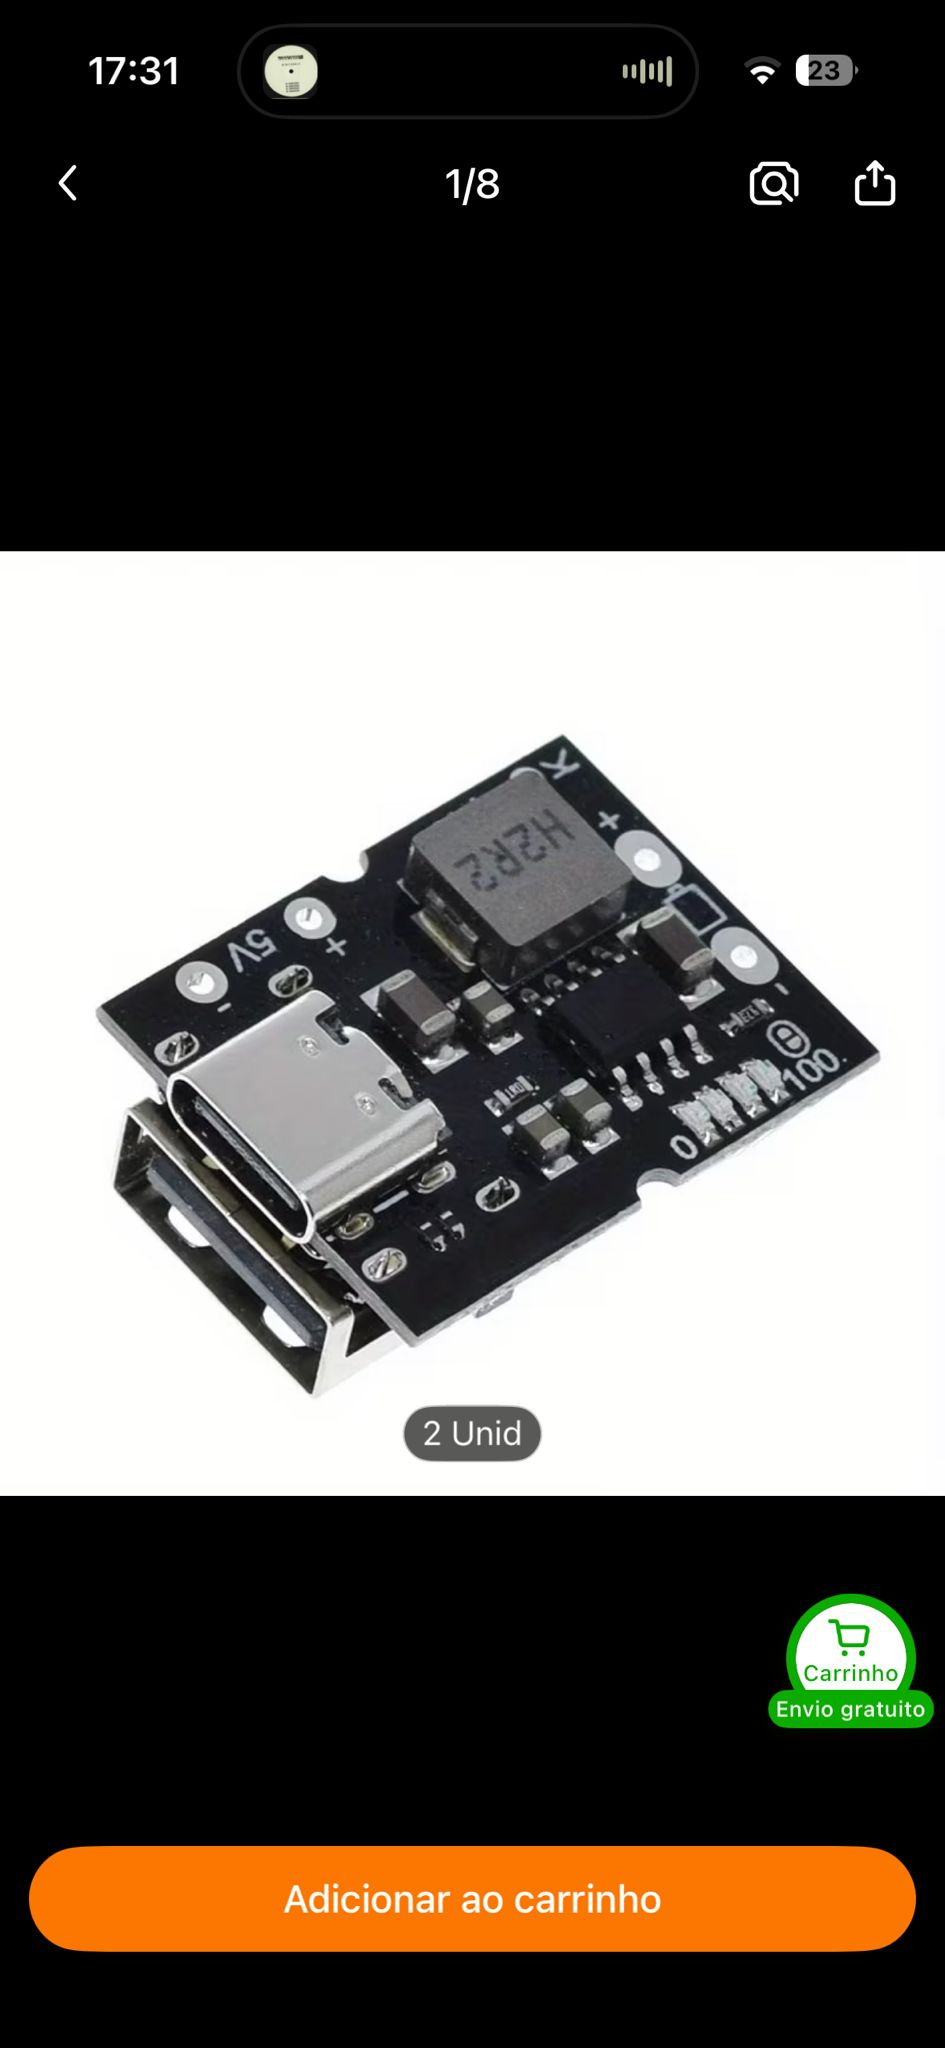 17:31
23
1/8
K
+
H2R2
5V
+
-
-
100
0
2 Unid
Carrinho
Envio gratuito
Adicionar ao carrinho